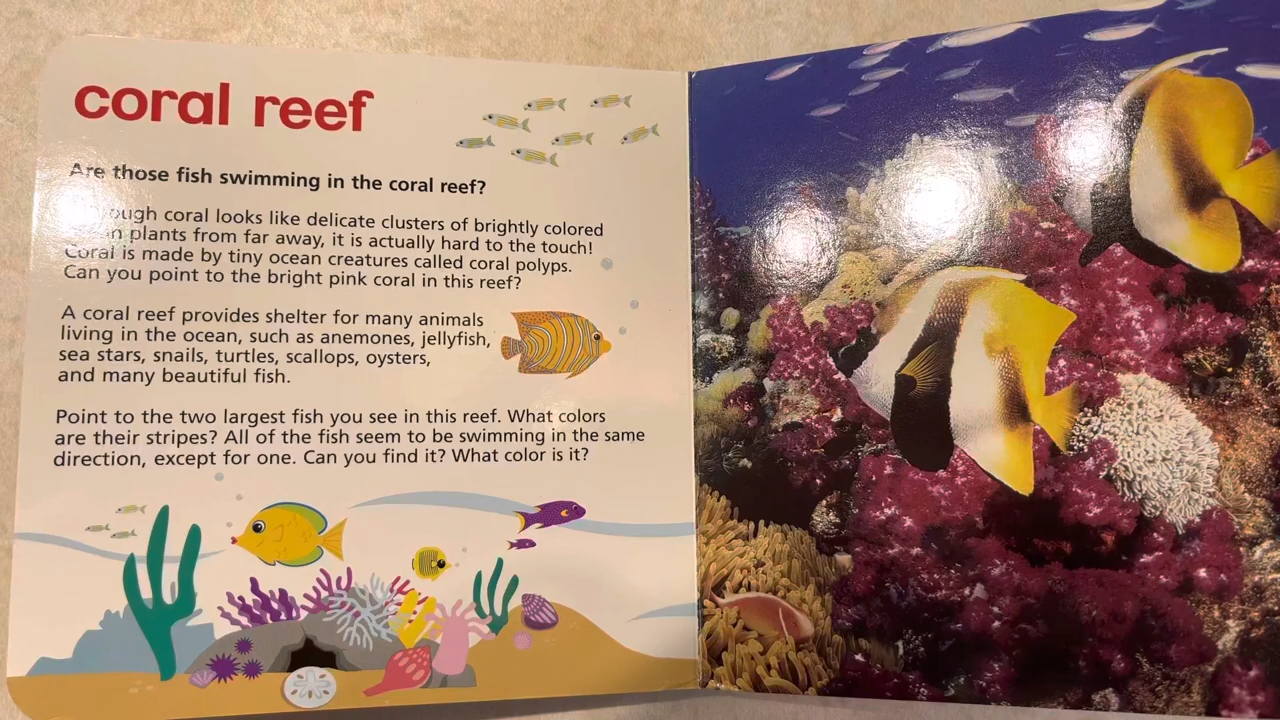 coral reef
Are those fish swimming in the coral reef?
coral looks like delicate clusters of brightly colored
plants from far away, it is actually hard to the touch!
Coral is made by tiny ocean creatures called coral polyps.
Can you point to the bright pink coral in this reef?
A coral reef provides shelter for many animals
living in the ocean, such as anemones, jellyfish,
sea stars, snails, turtles, scallops, oysters,
and many beautiful fish.
Point to the two largest fish you see in this reef. What colors
are their stripes? All of the fish seem to be swimming in the same
direction, except for one. Can you find it? What color is it?